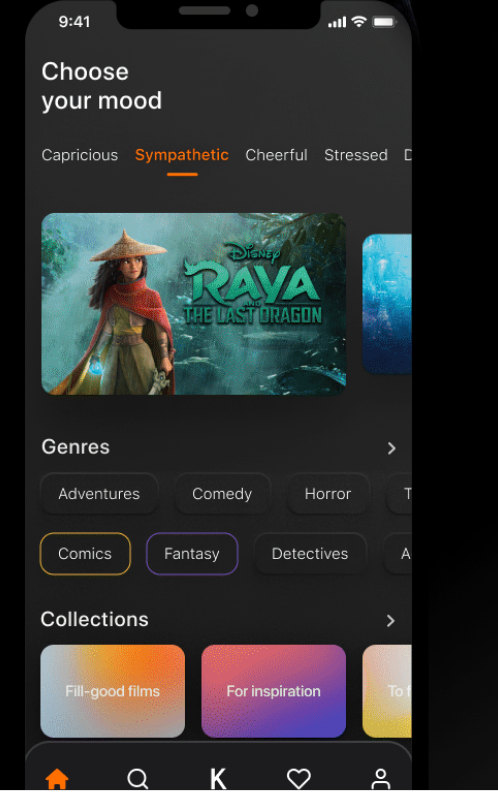 9:41
Choose
your mood
Capricious Sympathetic Cheerful Stressed D
Disney
RAYA
AND
THE LAST DRAGON
Genres
Adventures Comedy Horror T
Comics Fantasy Detectives A
Collections
Fill-good films For inspiration To f
K